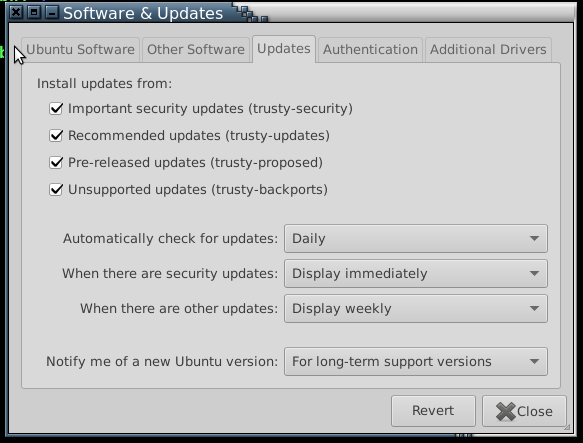 Software & Updates
Ubuntu Software Other Software Updates Authentication Additional Drivers
Install updates from:
Important security updates (trusty-security)
Recommended updates (trusty-updates)
Pre-released updates (trusty-proposed)
Unsupported updates (trusty-backports)
Automatically check for updates: Daily
When there are security updates: Display immediately
When there are other updates: Display weekly
Notify me of a new Ubuntu version: For long-term support versions
Revert Close